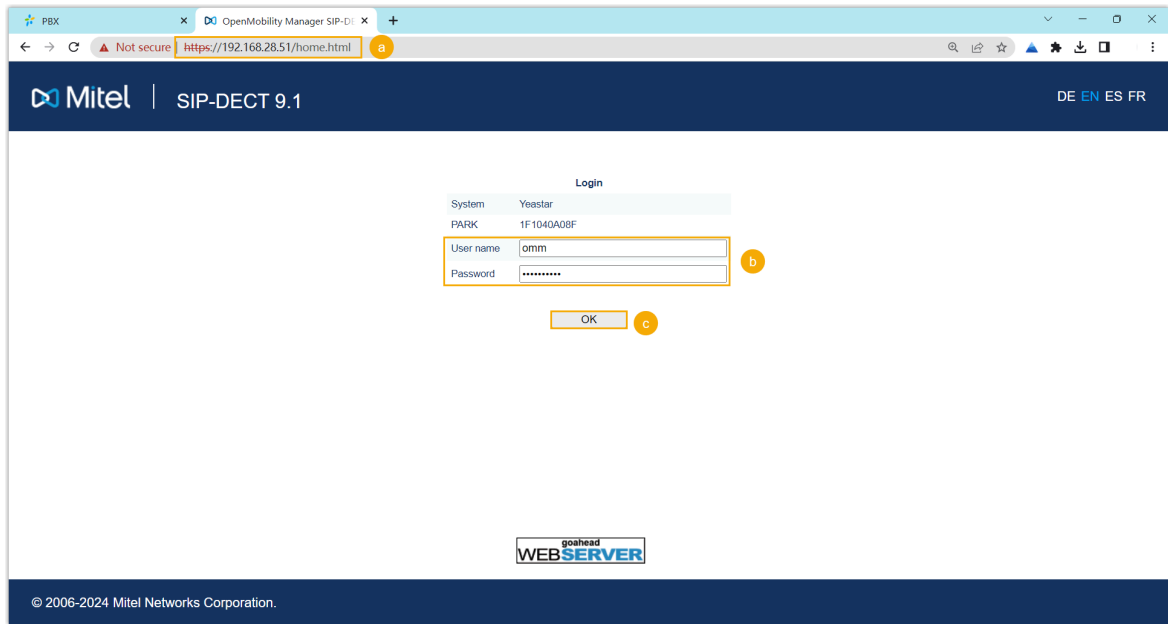 PBX
OpenMobility Manager SIP-DE
Not secure https://192.168.28.51/home.html a
Mitel SIP-DECT 9.1 DE EN ES FR
Login
System Yeastar
PARK 1F1040A08F
User name omm
b
Password ••••••••••
OK c
goahead
WEBSERVER
© 2006-2024 Mitel Networks Corporation.